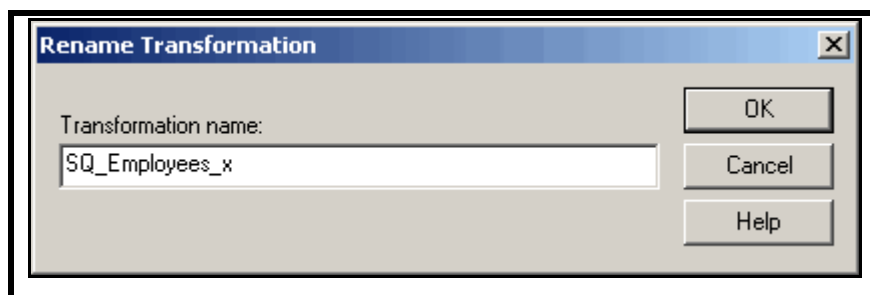 Rename Transformation
Transformation name:
SQ_Employees_x
OK
Cancel
Help